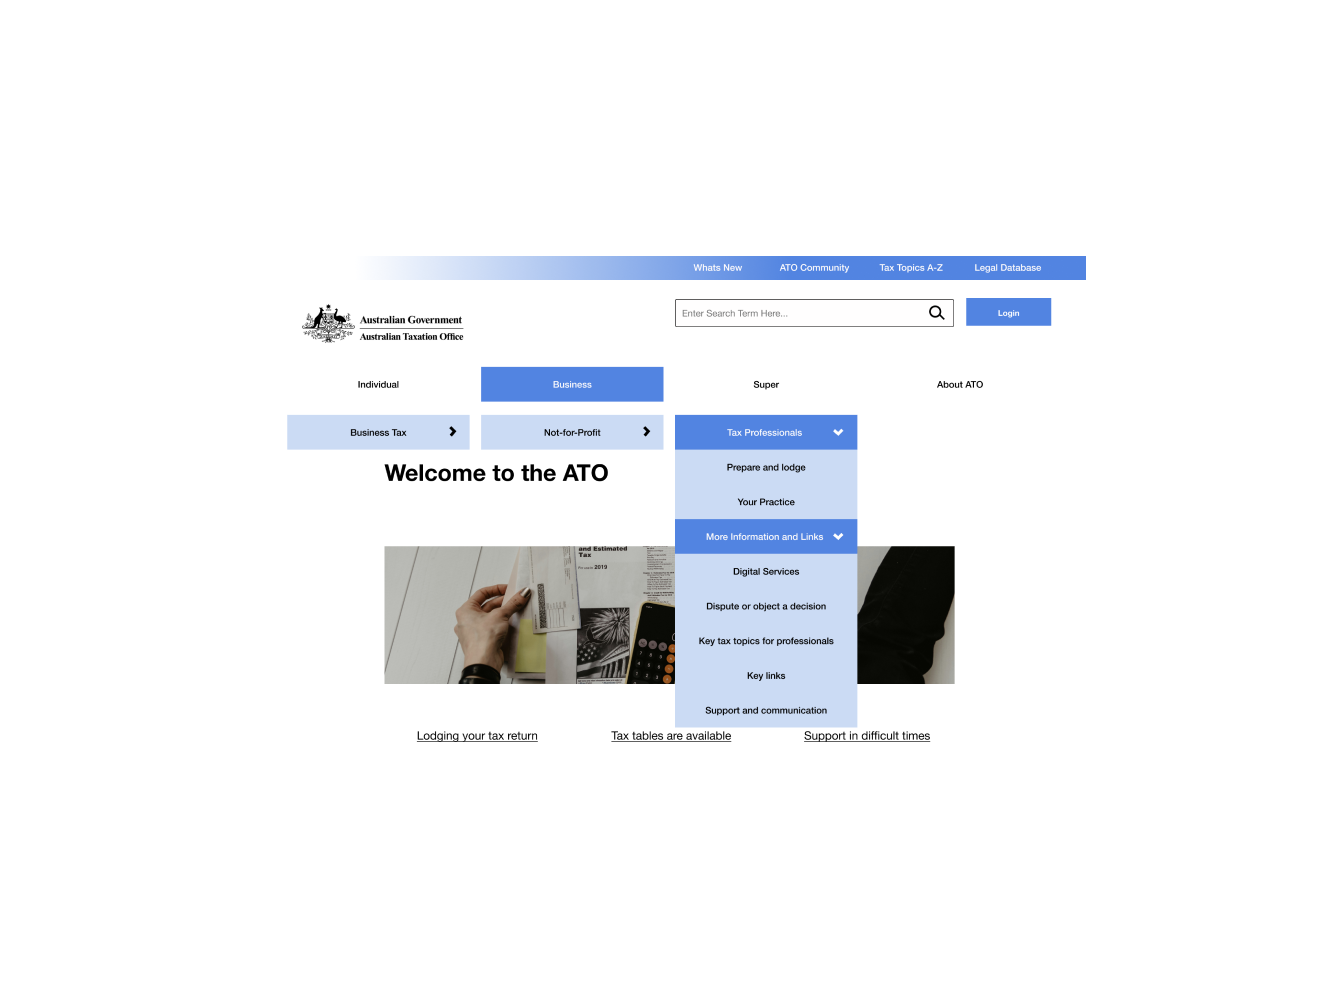 Whats New
ATO Community
Tax Topics A-Z
Legal Database
Australian Government
Australian Taxation Office
Enter Search Term Here...
Login
Individual
Business
Super
About ATO
Business Tax
Not-for-Profit
Tax Professionals
Welcome to the ATO
Prepare and lodge
Your Practice
More Information and Links
and Estimated
Tax
2019
Digital Services
Dispute or object a decision
Key tax topics for professionals
Key links
Support and communication
Lodging your tax return
Tax tables are available
Support in difficult times